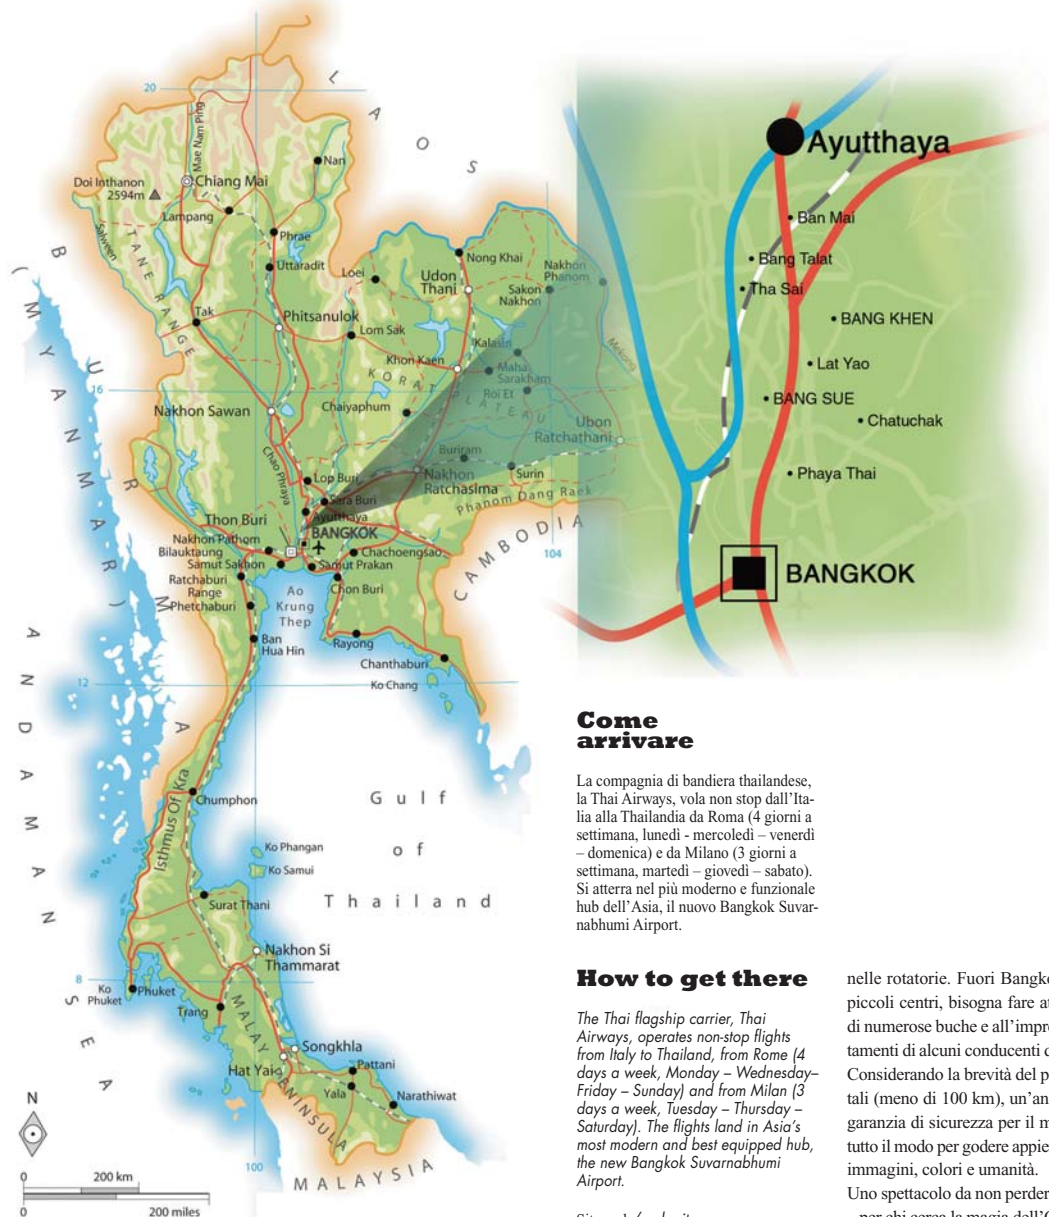 20
L A O S
Mae Nam Ping
Nan
Doi Inthanon
2594m
Chiang Mai
Lampang
Salween
TANE RANGE
Phrae
Uttaradit
Loei
Nong Khai
Udon
Thani
Nakhon
Phanom
Sakon
Nakhon
Tak
Phitsanulok
Lom Sak
Kalasin
Mekong
Khon Kaen
Maha
Sarakham
Roi Et
KORAT PLATEAU
16
Nakhon Sawan
Chaiyaphum
Ubon
Ratchathani
Chao Phraya
Buriram
Surin
Lop Buri
Nakhon
Ratchasima
Sara Buri
Phanom Dang Raek
Ayutthaya
Thon Buri
BANGKOK
Nakhon Pathom
Bilauktaung
Chachoengsao
104
CAMBODIA
Samut Sakhon
Samut Prakan
Ratchaburi
Range
Chon Buri
Phetchaburi
Ao
Krung
Thep
Ban
Hua Hin
Rayong
Chanthaburi
Ko Chang
12
BURMA
(MYANMAR)
ANDAMAN SEA
Isthmus Of Kra
Chumphon
Gulf
of
Thailand
Ko Phangan
Ko Samui
Surat Thani
Nakhon Si
Thammarat
8
Ko
Phuket
Phuket
Trang
MALAY PENINSULA
Songkhla
Hat Yai
Pattani
Yala
Narathiwat
N
100
MALAYSIA
0 200 km
0 200 miles
Ayutthaya
Ban Mai
Bang Talat
Tha Sai
BANG KHEN
Lat Yao
BANG SUE
Chatuchak
Phaya Thai
BANGKOK
Come
arrivare
La compagnia di bandiera thailandese,
la Thai Airways, vola non stop dall'Ita-
lia alla Thailandia da Roma (4 giorni a
settimana, lunedì - mercoledì – venerdì
– domenica) e da Milano (3 giorni a
settimana, martedì – giovedì – sabato).
Si atterra nel più moderno e funzionale
hub dell'Asia, il nuovo Bangkok Suvar-
nabhumi Airport.
How to get there
The Thai flagship carrier, Thai
Airways, operates non-stop flights
from Italy to Thailand, from Rome (4
days a week, Monday – Wednesday–
Friday – Sunday) and from Milan (3
days a week, Tuesday – Thursday –
Saturday). The flights land in Asia's
most modern and best equipped hub,
the new Bangkok Suvarnabhumi
Airport.
nelle rotatorie. Fuori Bangko
piccoli centri, bisogna fare at
di numerose buche e all'impre
tamenti di alcuni conducenti d
Considerando la brevità del p
tali (meno di 100 km), un'an
garanzia di sicurezza per il m
tutto il modo per godere appie
immagini, colori e umanità.
Uno spettacolo da non perder